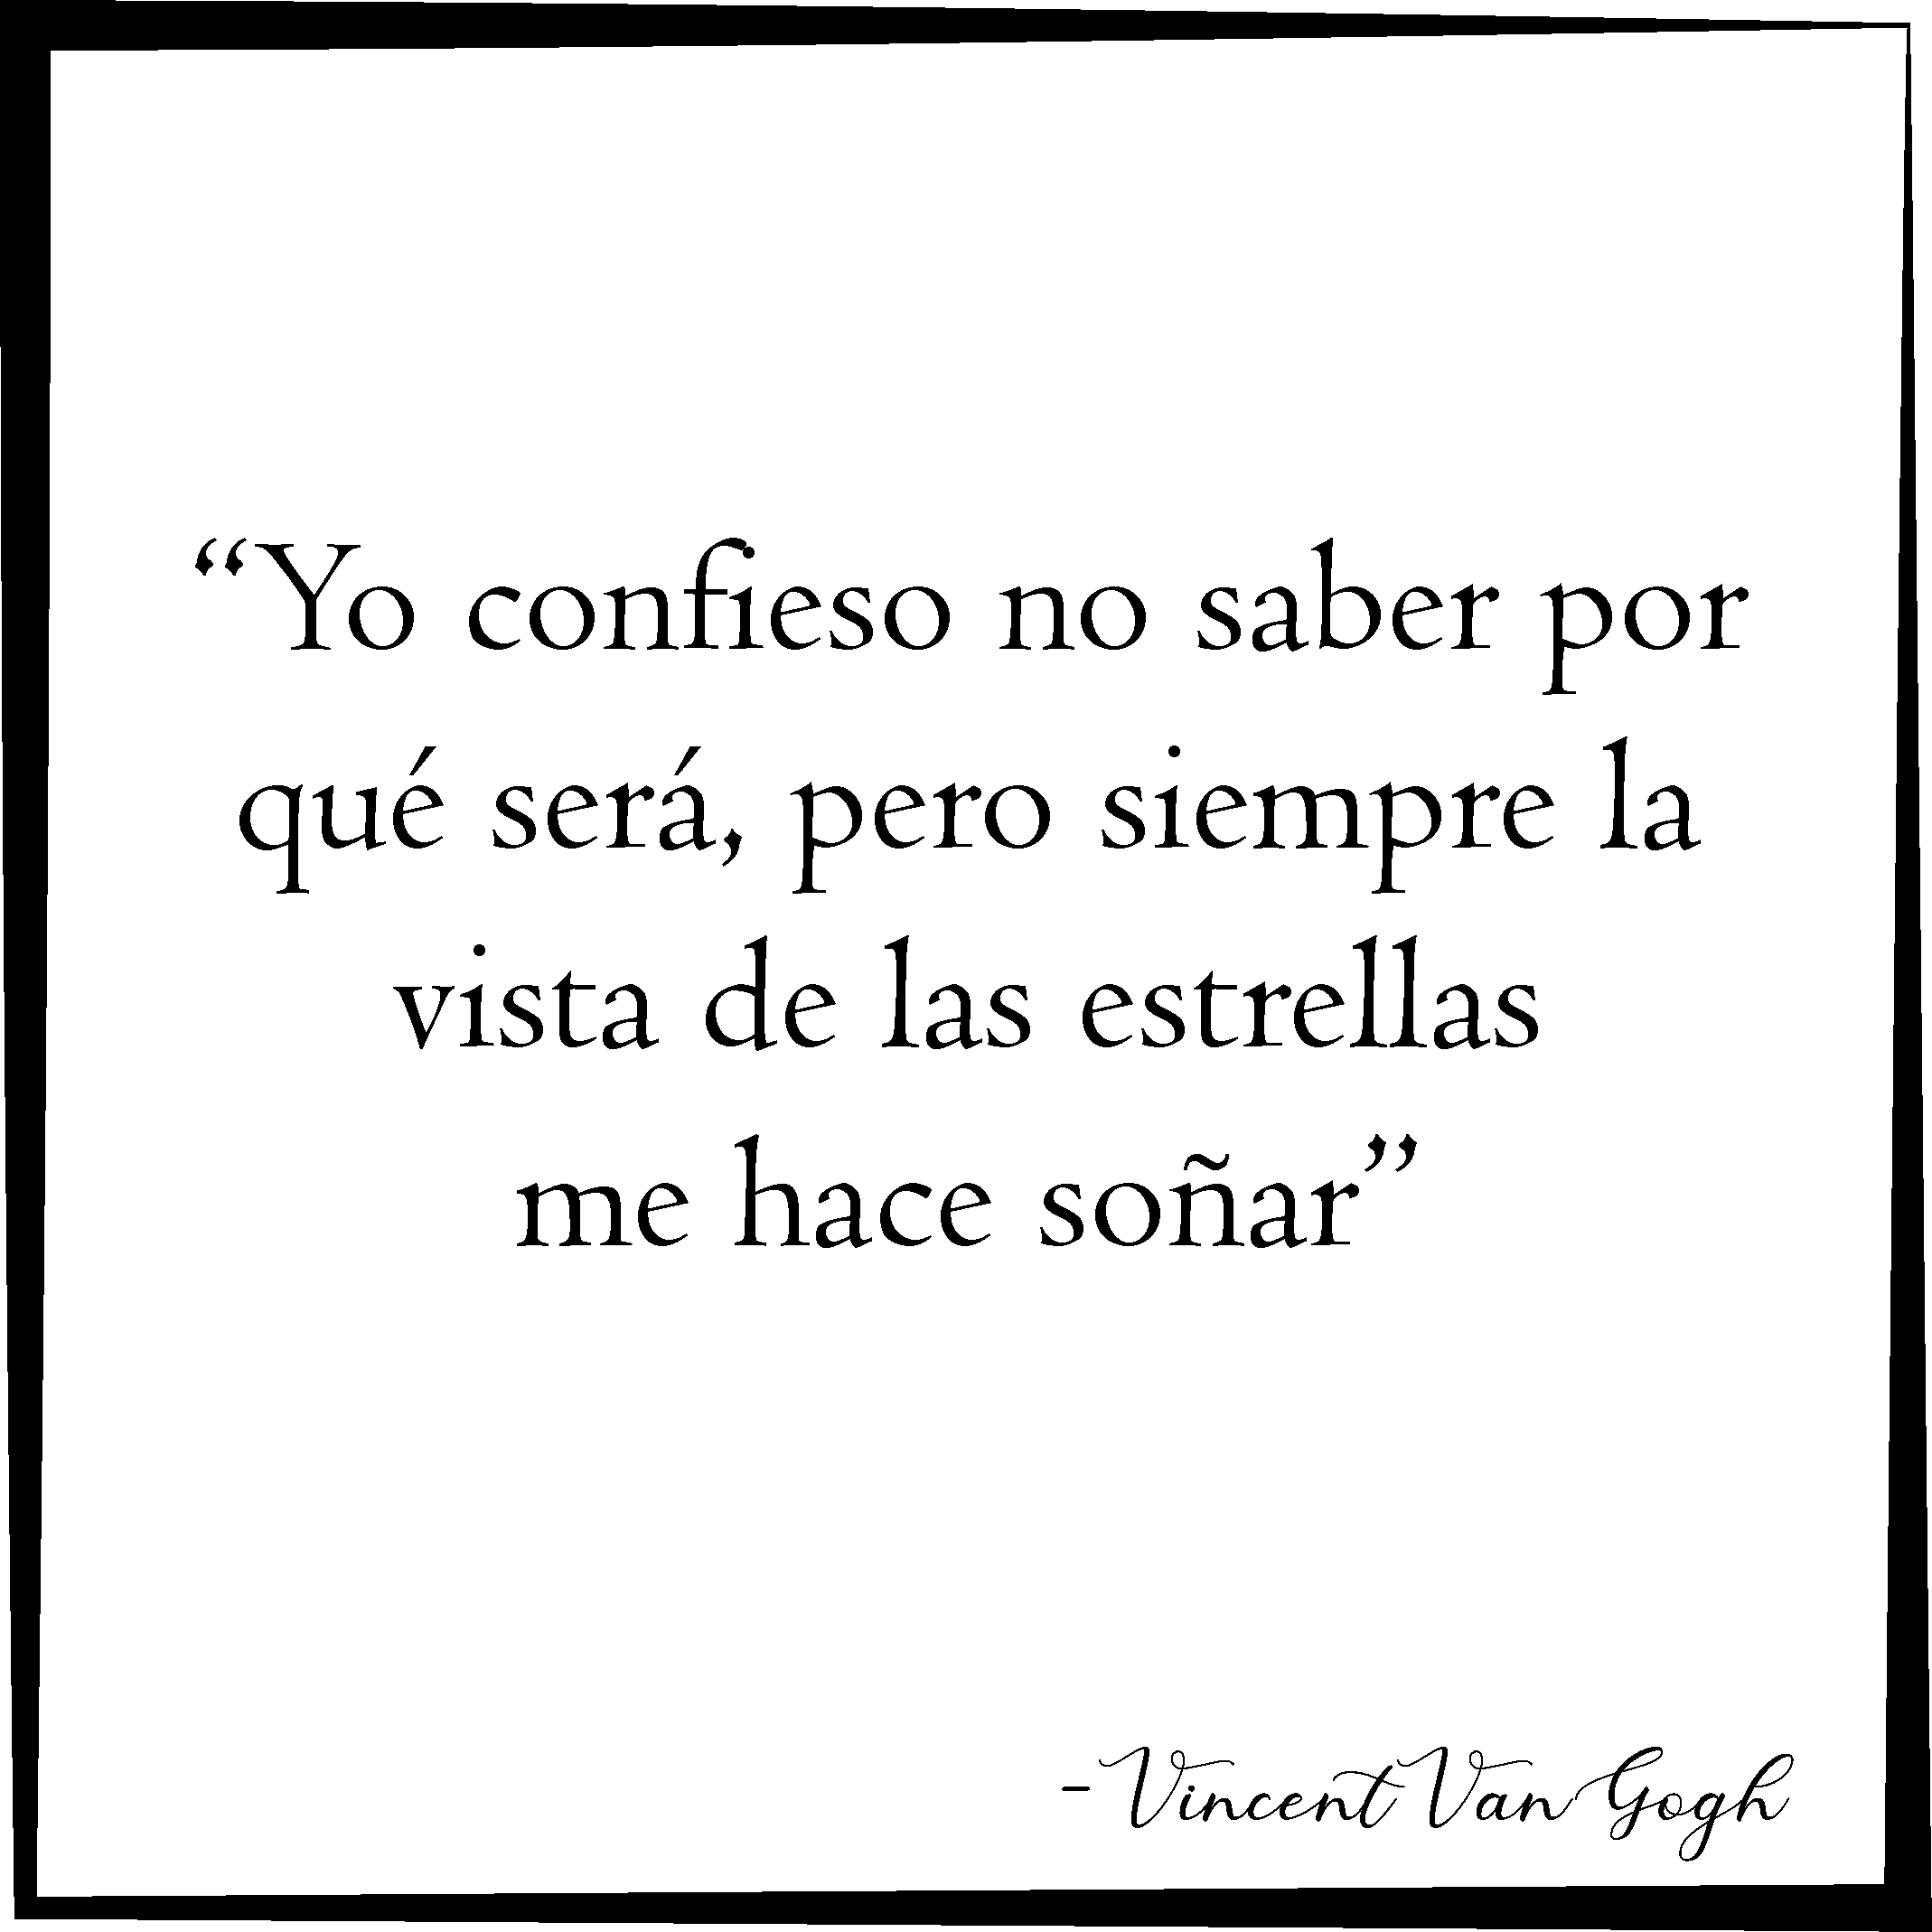 “Yo confieso no saber por
qué será, pero siempre la
vista de las estrellas
me hace soñar”
- Vincent Van Gogh